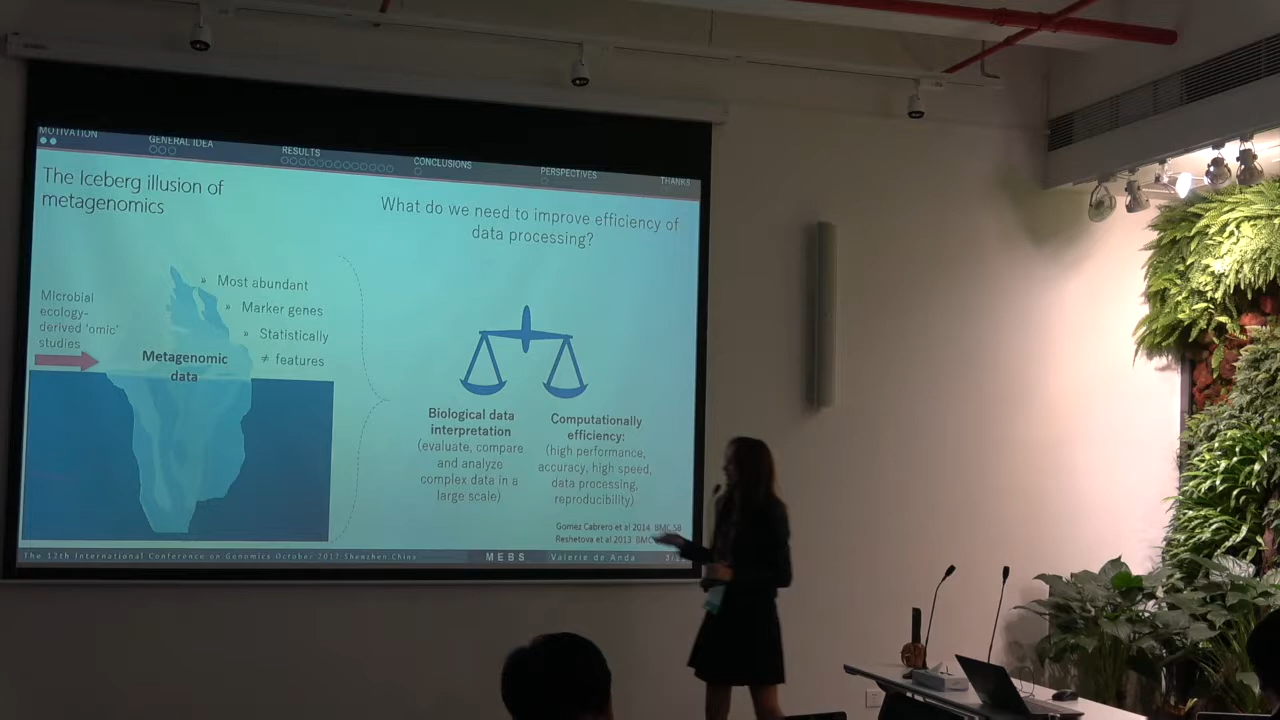 MOTIVATION
GENERAL IDEA
RESULTS
CONCLUSIONS
PERSPECTIVES
THANKS
The Iceberg illusion of
metagenomics
What do we need to improve efficiency of
data processing?
Microbial
ecology-
derived 'omic'
studies
» Most abundant
» Marker genes
» Statistically
≠ features
Metagenomic
data
Biological data
interpretation
(evaluate, compare
and analyze
complex data in a
large scale)
Computationally
efficiency:
(high performance,
accuracy, high speed,
data processing,
reproducibility)
Gomez Cabrero et al 2014 BMC 58
Reshetova et al 2013 BMC
The 12th International Conference on Genomics October 2017 Shenzhen China
MEBS
Valerie de Anda